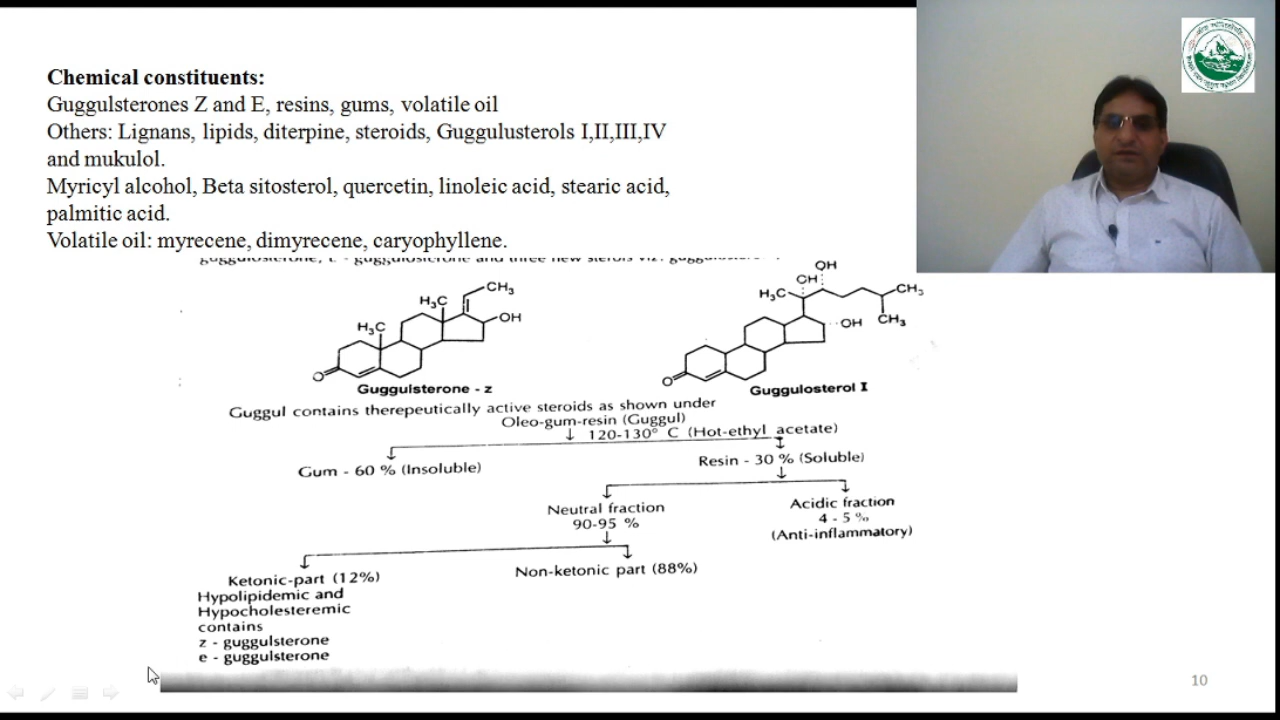 Chemical constituents:
Guggulsterones Z and E, resins, gums, volatile oil
Others: Lignans, lipids, diterpine, steroids, Guggulusterols I,II,III,IV
and mukulol.
Myricyl alcohol, Beta sitosterol, quercetin, linoleic acid, stearic acid,
palmitic acid.
Volatile oil: myrecene, dimyrecene, caryophyllene.
CH₃
H₃C
OH
H₃C
O
Guggulsterone - z
OH
CH
H₃C
CH₃
CH₃
OH
O
Guggulosterol I
Guggul contains therepeutically active steroids as shown under
Oleo-gum-resin (Guggul)
120-130° C (Hot-ethyl acetate)
Gum - 60 % (Insoluble)
Resin - 30 % (Soluble)
Neutral fraction
90-95 %
Acidic fraction
4 - 5 %
(Anti-inflammatory)
Ketonic-part (12%)
Non-ketonic part (88%)
Hypolipidemic and
Hypocholesteremic
contains
z - guggulsterone
e - guggulsterone
10